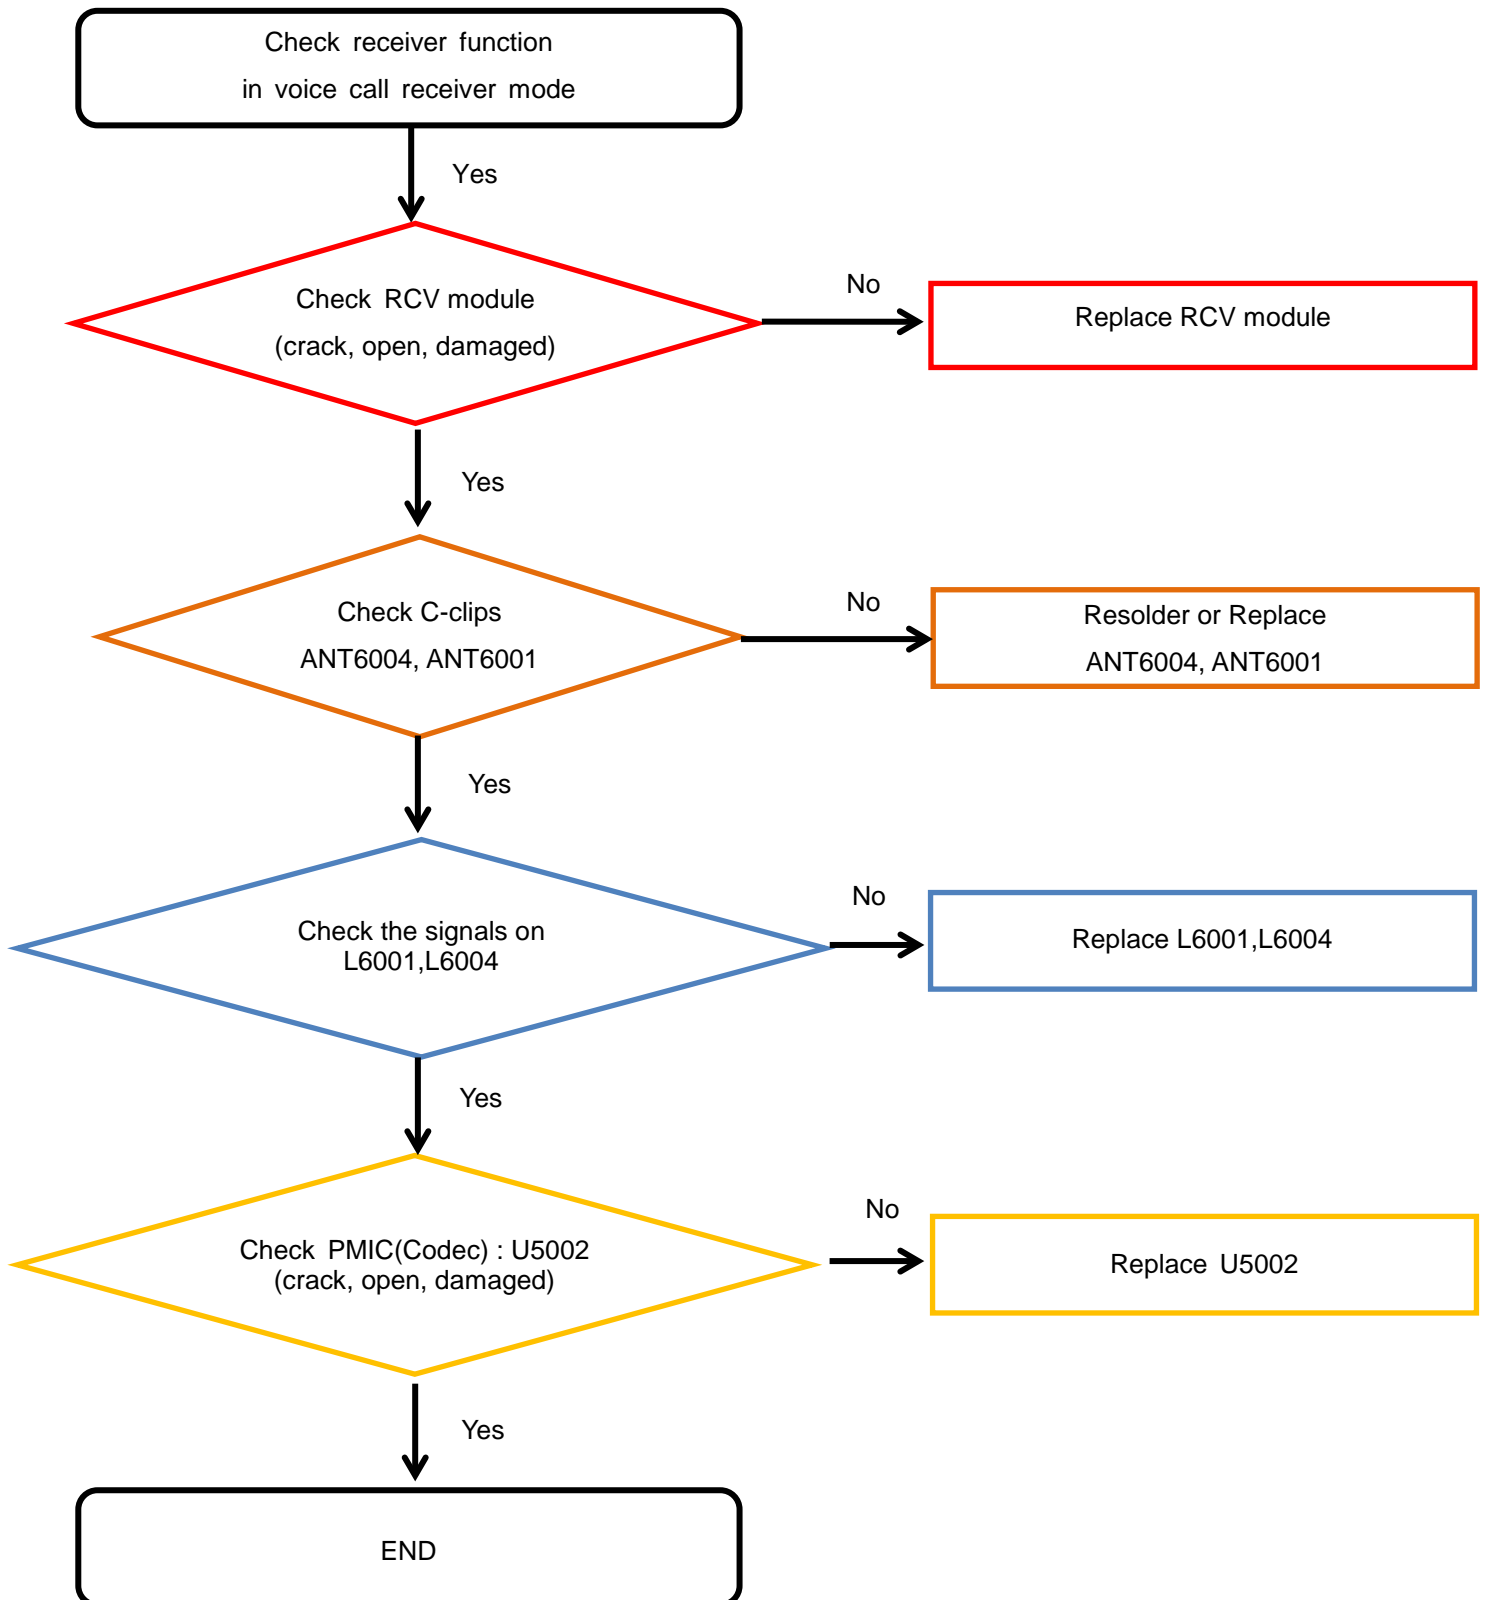 Check receiver function
in voice call receiver mode
Yes
Check RCV module
(crack, open, damaged)
No
Replace RCV module
Yes
Check C-clips
ANT6004, ANT6001
No
Resolder or Replace
ANT6004, ANT6001
Yes
Check the signals on
L6001,L6004
No
Replace L6001,L6004
Yes
Check PMIC(Codec) : U5002
(crack, open, damaged)
No
Replace U5002
Yes
END